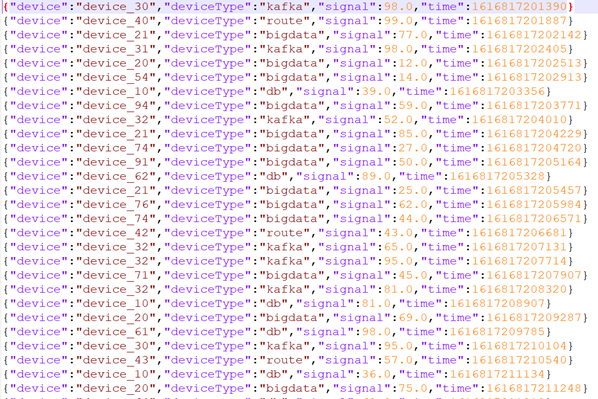 {"device":"device_30","deviceType":"kafka","signal":98.0,"time":1616817201390}
{"device":"device_40","deviceType":"route","signal":99.0,"time":1616817201887}
{"device":"device_21","deviceType":"bigdata","signal":77.0,"time":1616817202142}
{"device":"device_31","deviceType":"kafka","signal":98.0,"time":1616817202405}
{"device":"device_20","deviceType":"bigdata","signal":12.0,"time":1616817202513}
{"device":"device_54","deviceType":"bigdata","signal":14.0,"time":1616817202913}
{"device":"device_10","deviceType":"db","signal":39.0,"time":1616817203356}
{"device":"device_94","deviceType":"bigdata","signal":59.0,"time":1616817203771}
{"device":"device_32","deviceType":"kafka","signal":52.0,"time":1616817204010}
{"device":"device_21","deviceType":"bigdata","signal":85.0,"time":1616817204229}
{"device":"device_74","deviceType":"bigdata","signal":27.0,"time":1616817204720}
{"device":"device_91","deviceType":"bigdata","signal":50.0,"time":1616817205164}
{"device":"device_62","deviceType":"db","signal":89.0,"time":1616817205328}
{"device":"device_21","deviceType":"bigdata","signal":25.0,"time":1616817205457}
{"device":"device_76","deviceType":"bigdata","signal":62.0,"time":1616817205984}
{"device":"device_74","deviceType":"bigdata","signal":44.0,"time":1616817206571}
{"device":"device_42","deviceType":"route","signal":43.0,"time":1616817206681}
{"device":"device_32","deviceType":"kafka","signal":65.0,"time":1616817207131}
{"device":"device_32","deviceType":"kafka","signal":95.0,"time":1616817207714}
{"device":"device_71","deviceType":"bigdata","signal":45.0,"time":1616817207907}
{"device":"device_32","deviceType":"kafka","signal":81.0,"time":1616817208320}
{"device":"device_10","deviceType":"db","signal":81.0,"time":1616817208907}
{"device":"device_20","deviceType":"bigdata","signal":69.0,"time":1616817209287}
{"device":"device_61","deviceType":"db","signal":98.0,"time":1616817209785}
{"device":"device_30","deviceType":"kafka","signal":95.0,"time":1616817210104}
{"device":"device_43","deviceType":"route","signal":57.0,"time":1616817210540}
{"device":"device_10","deviceType":"db","signal":36.0,"time":1616817211134}
{"device":"device_20","deviceType":"bigdata","signal":75.0,"time":1616817211248}